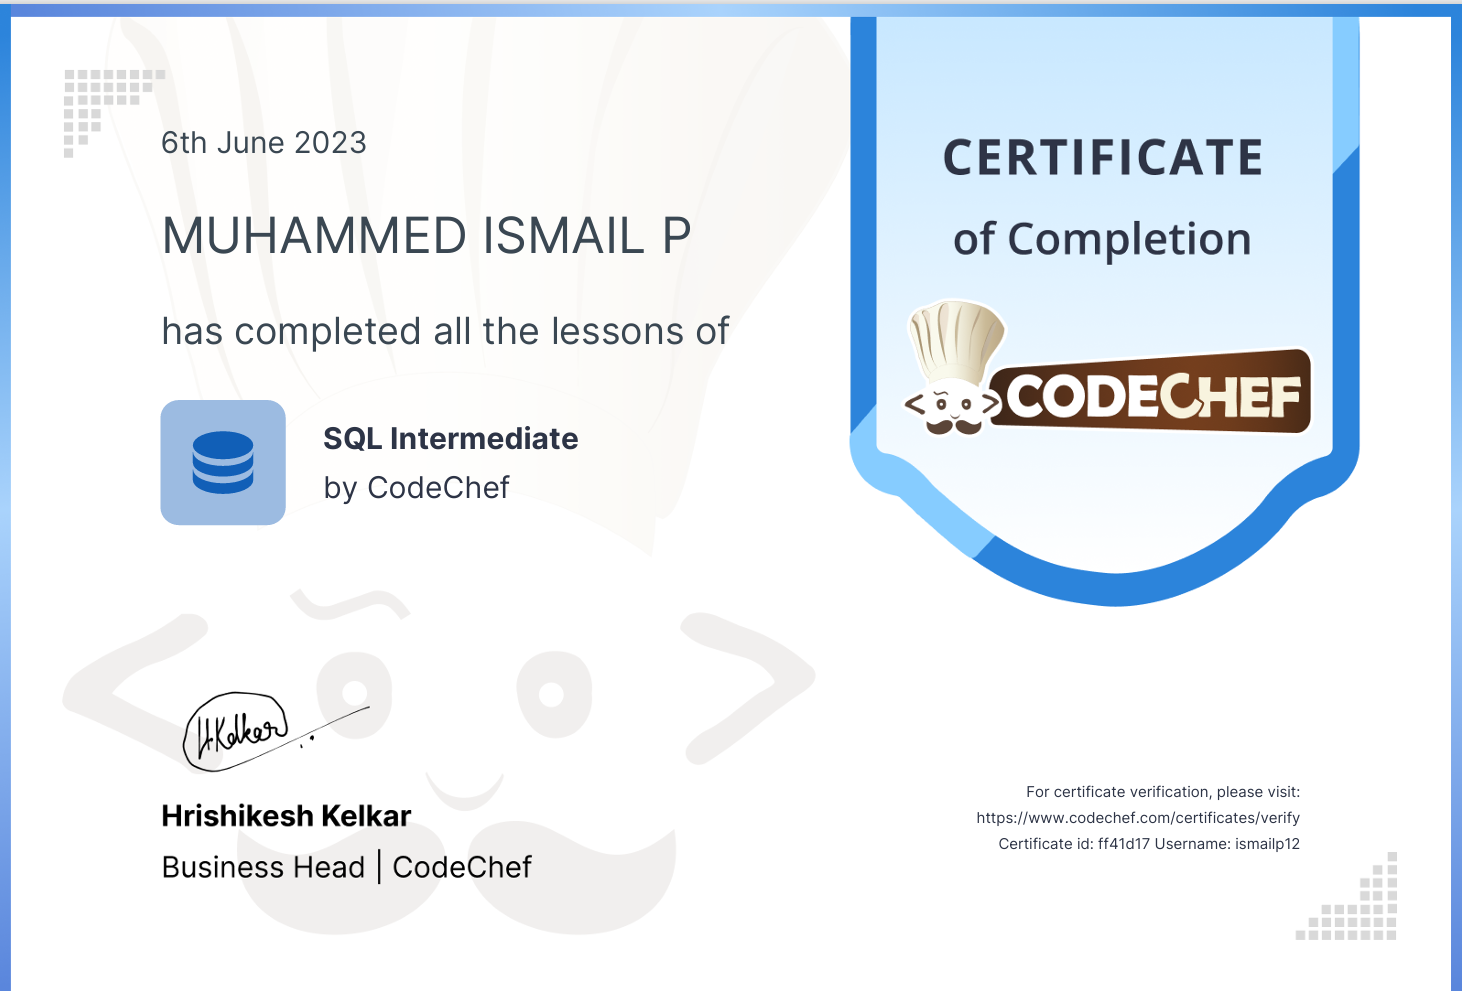 6th June 2023
MUHAMMED ISMAIL P
has completed all the lessons of
SQL Intermediate
by CodeChef
CERTIFICATE
of Completion
CODECHEF
H Kelkar
Hrishikesh Kelkar
Business Head | CodeChef
For certificate verification, please visit:
https://www.codechef.com/certificates/verify
Certificate id: ff41d17 Username: ismailp12